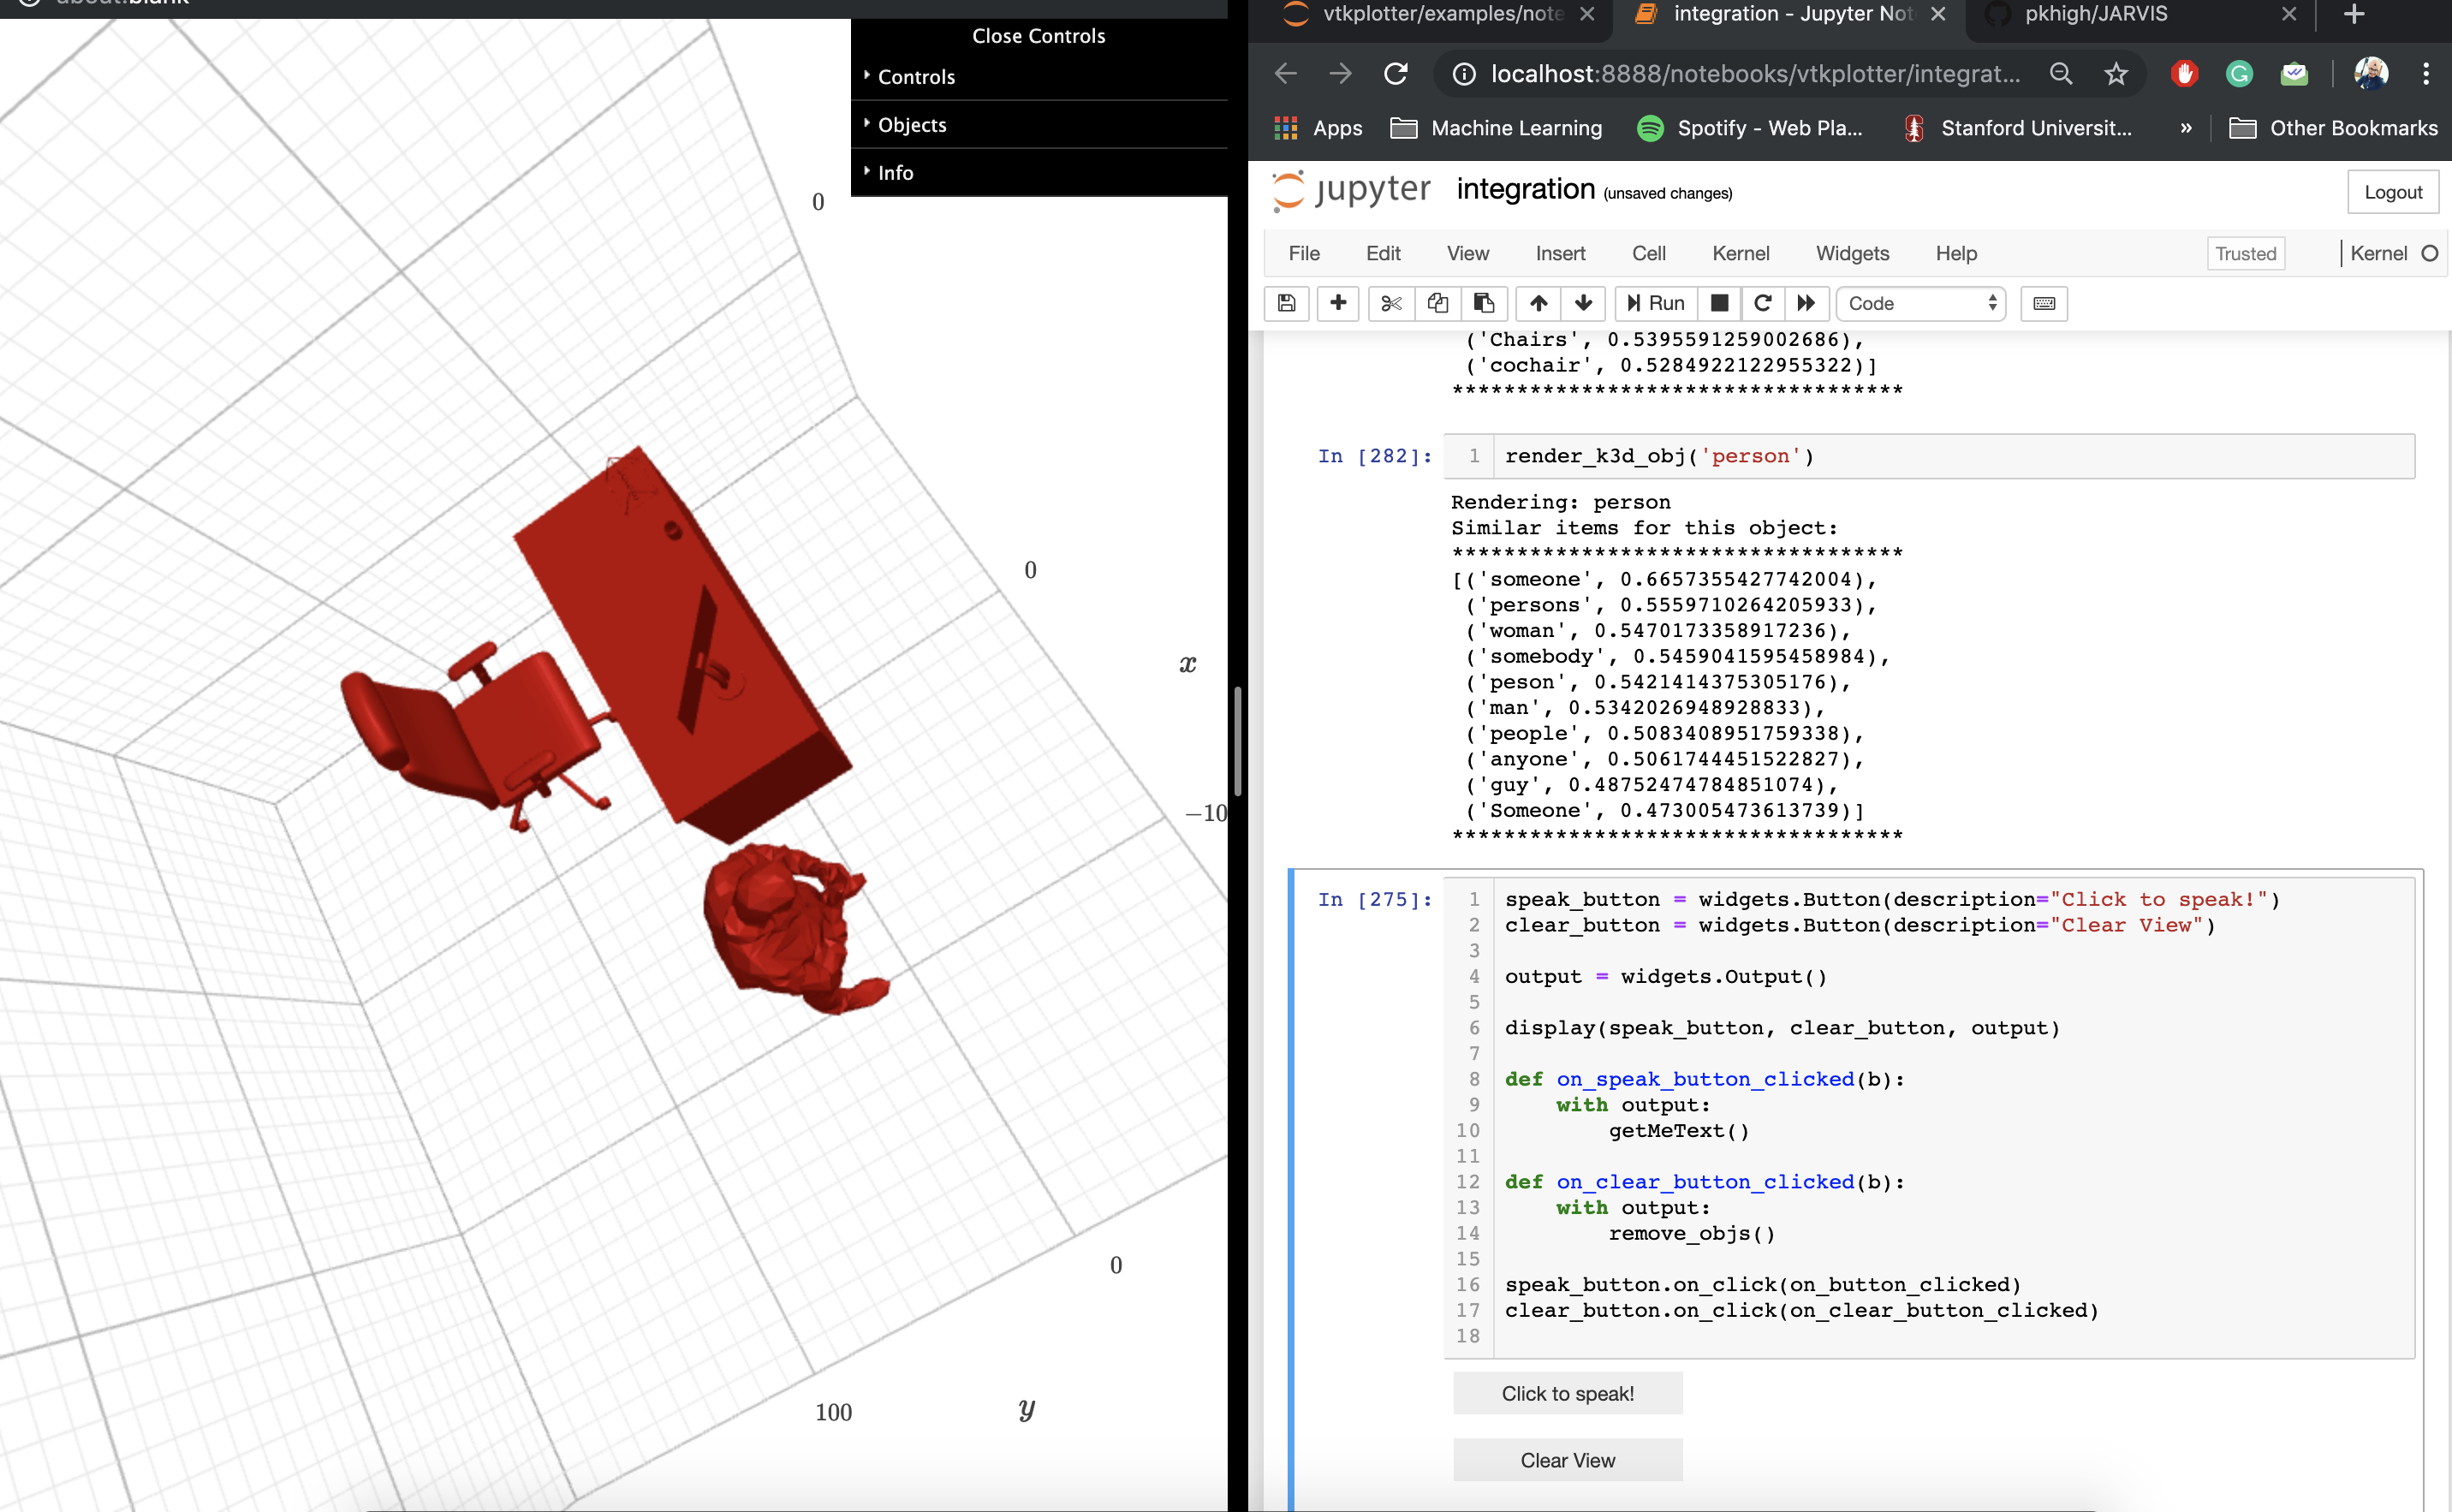 about:blank
Close Controls
Controls
Objects
Info
0
0
x
−10
0
100
y
vtkplotter/examples/note
integration - Jupyter Not
pkhigh/JARVIS
localhost:8888/notebooks/vtkplotter/integrat...
Apps
Machine Learning
Spotify - Web Pla...
Stanford Universit...
»
Other Bookmarks
jupyter integration (unsaved changes)
Logout
File Edit View Insert Cell Kernel Widgets Help
Trusted
Kernel
Run
Code
('Chairs', 0.5395591259002686),
('cochair', 0.5284922122955322)]
***********************************
In [282]:
1 render_k3d_obj('person')
Rendering: person
Similar items for this object:
***********************************
[('someone', 0.6657355427742004),
('persons', 0.5559710264205933),
('woman', 0.5470173358917236),
('somebody', 0.5459041595458984),
('peson', 0.5421414375305176),
('man', 0.5342026948928833),
('people', 0.5083408951759338),
('anyone', 0.5061744451522827),
('guy', 0.48752474784851074),
('Someone', 0.473005473613739)]
***********************************
In [275]:
1 speak_button = widgets.Button(description="Click to speak!")
2 clear_button = widgets.Button(description="Clear View")
3
4 output = widgets.Output()
5
6 display(speak_button, clear_button, output)
7
8 def on_speak_button_clicked(b):
9     with output:
10         getMeText()
11
12 def on_clear_button_clicked(b):
13     with output:
14         remove_objs()
15
16 speak_button.on_click(on_button_clicked)
17 clear_button.on_click(on_clear_button_clicked)
18
Click to speak!
Clear View